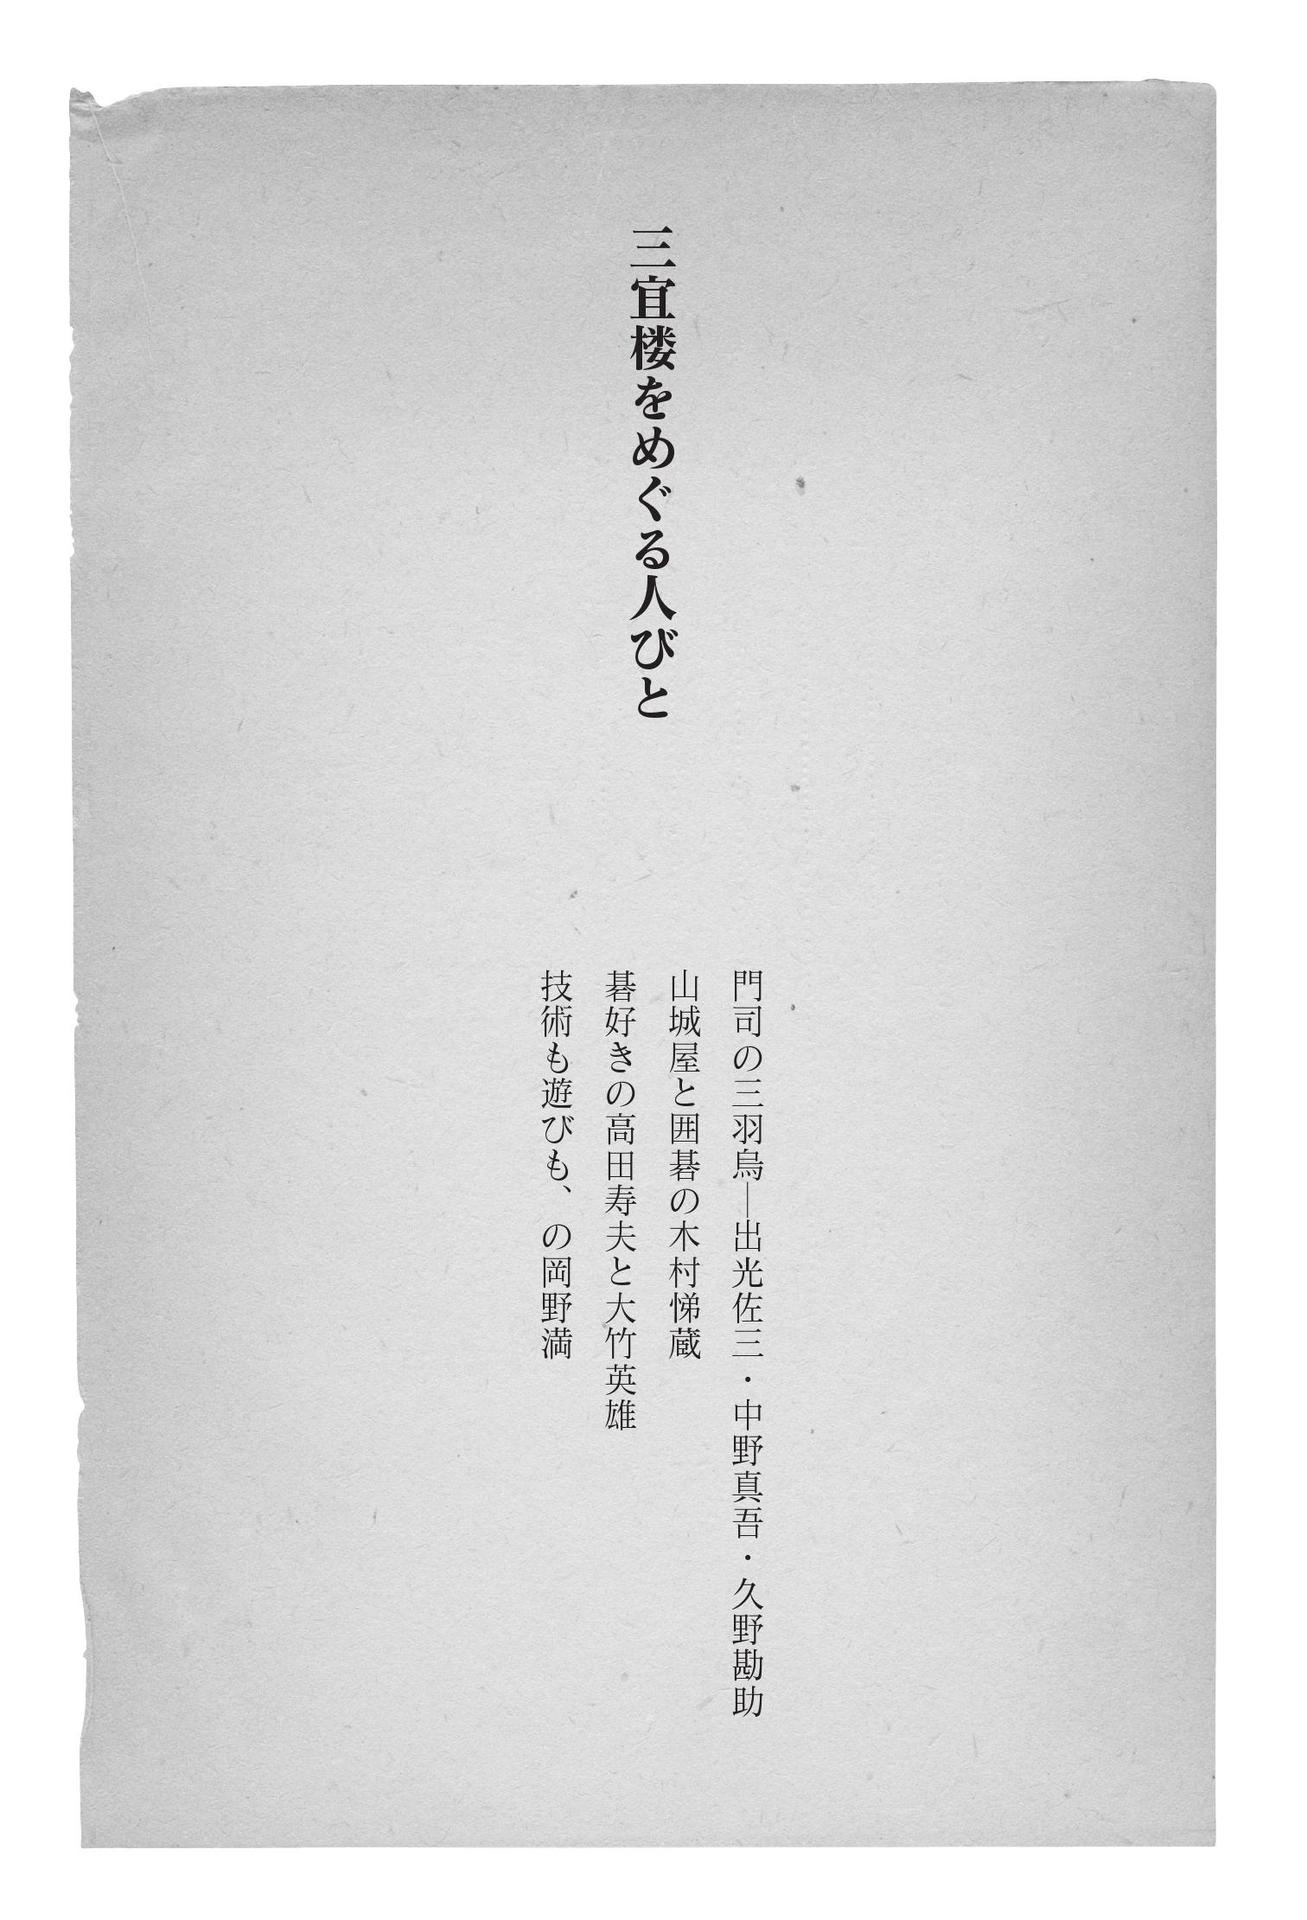 三宜楼をめぐる人びと
門司の三羽烏―出光佐三・中野真吾・久野勘助
山城屋と囲碁の木村悌蔵
碁好きの高田寿夫と大竹英雄
技術も遊びも、の岡野満